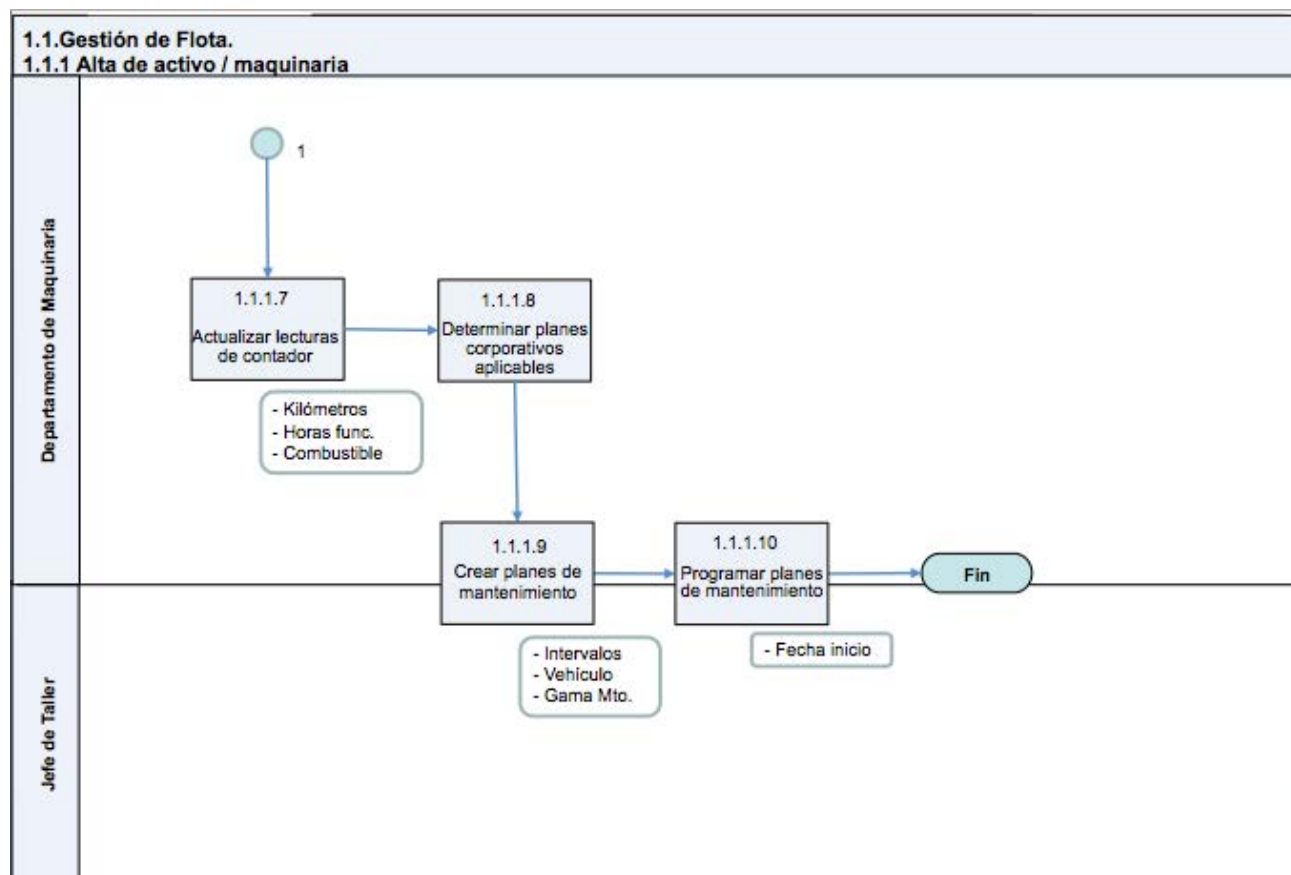 1.1.Gestión de Flota.
1.1.1 Alta de activo / maquinaria
Departamento de Maquinaria
1
1.1.1.7
Actualizar lecturas
de contador
1.1.1.8
Determinar planes
corporativos
aplicables
- Kilómetros
- Horas func.
- Combustible
1.1.1.9
Crear planes de
mantenimiento
1.1.1.10
Programar planes
de mantenimiento
Fin
- Intervalos
- Vehículo
- Gama Mto.
- Fecha inicio
Jefe de Taller